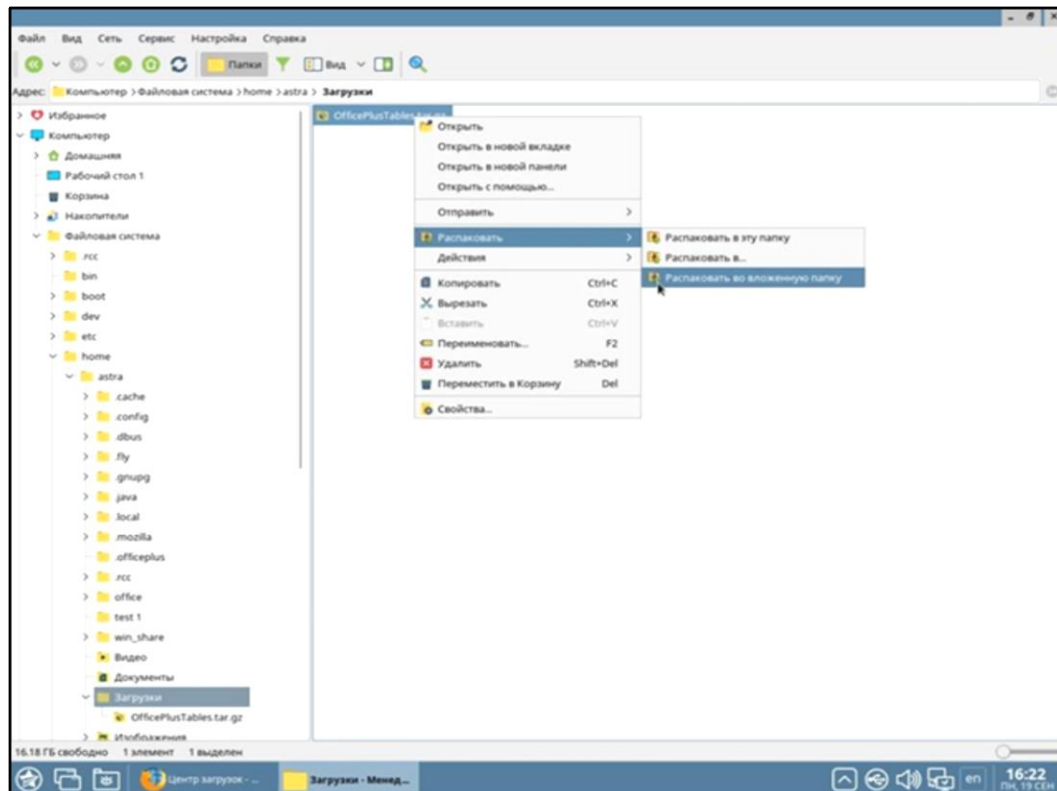 Файл Вид Сеть Сервис Настройка Справка
Папки Вид
Адрес: Компьютер > Файловая система > home > astra > Загрузки
Избранное
Компьютер
Домашняя
Рабочий стол 1
Корзина
Накопители
Файловая система
.rcc
bin
boot
dev
etc
home
astra
.cache
.config
.dbus
.fly
.gnupg
.java
.local
.mozilla
.officeplus
.rcc
office
test 1
win_share
Видео
Документы
Загрузки
OfficePlusTables.tar.gz
Изображения
OfficePlusTables.tar.gz
Открыть
Открыть в новой вкладке
Открыть в новой панели
Открыть с помощью...
Отправить
Распаковать
Действия
Копировать Ctrl+C
Вырезать Ctrl+X
Вставить Ctrl+V
Переименовать... F2
Удалить Shift+Del
Переместить в Корзину Del
Свойства...
Распаковать в эту папку
Распаковать в...
Распаковать во вложенную папку
16.18 ГБ свободно 1 элемент 1 выделен
Центр загрузок - ...
Загрузки - Менед...
en
16:22
ПН, 19 СЕН